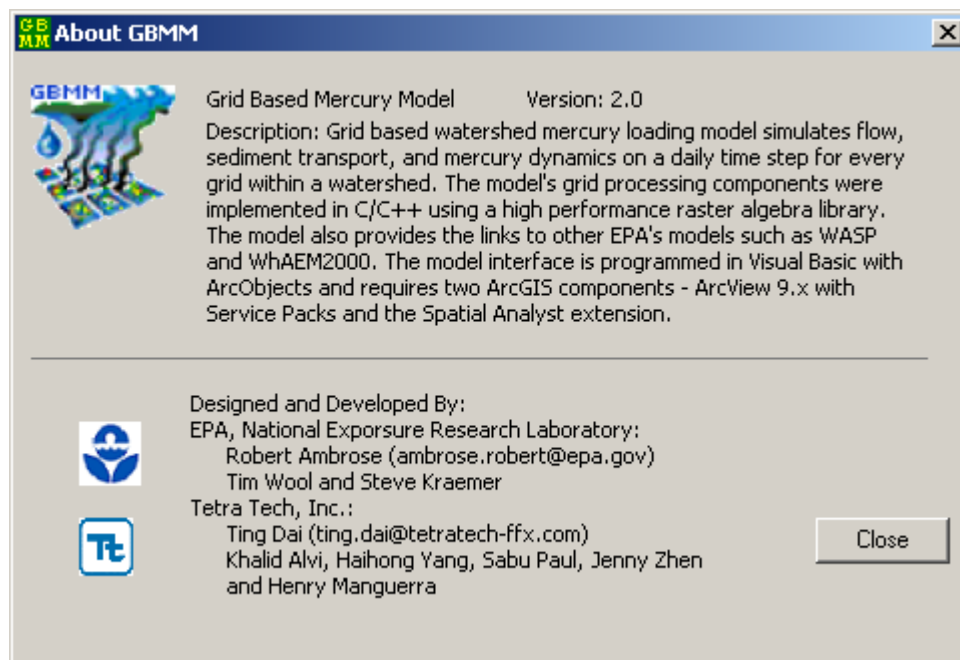 GB
MM About GBMM
GBMM
Grid Based Mercury Model Version: 2.0
Description: Grid based watershed mercury loading model simulates flow,
sediment transport, and mercury dynamics on a daily time step for every
grid within a watershed. The model's grid processing components were
implemented in C/C++ using a high performance raster algebra library.
The model also provides the links to other EPA's models such as WASP
and WhAEM2000. The model interface is programmed in Visual Basic with
ArcObjects and requires two ArcGIS components - ArcView 9.x with
Service Packs and the Spatial Analyst extension.
Designed and Developed By:
EPA, National Exporsure Research Laboratory:
Robert Ambrose (ambrose.robert@epa.gov)
Tim Wool and Steve Kraemer
Tetra Tech, Inc.:
Tt
Ting Dai (ting.dai@tetratech-ffx.com)
Khalid Alvi, Haihong Yang, Sabu Paul, Jenny Zhen
and Henry Manguerra
Close